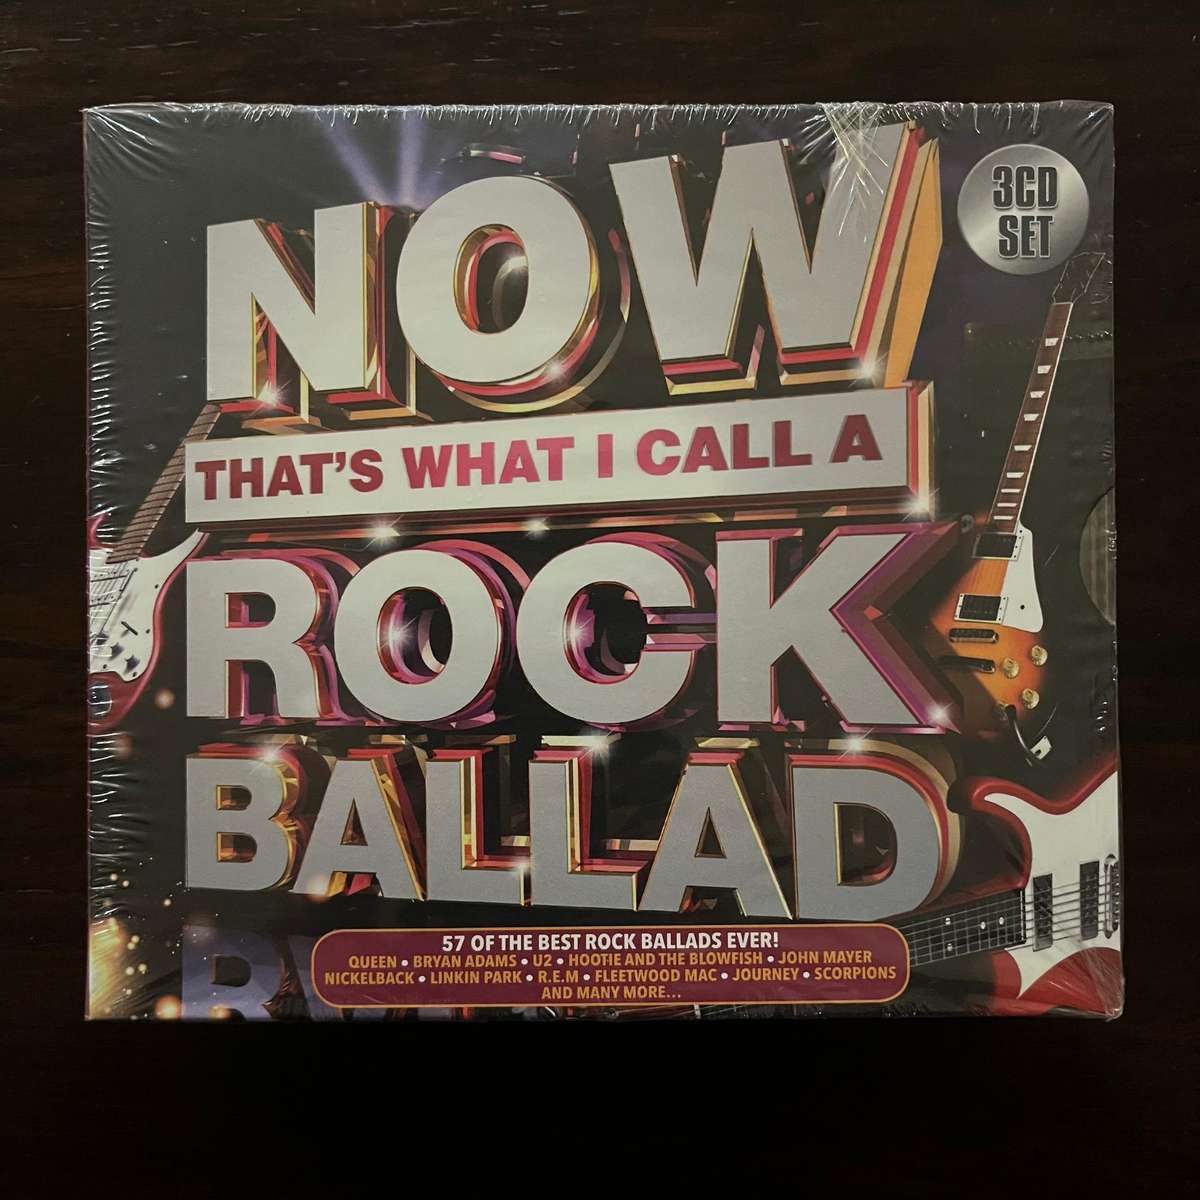 NOW
3CD
SET
THAT'S WHAT I CALL A
ROCK
BALLAD
57 OF THE BEST ROCK BALLADS EVER!
QUEEN • BRYAN ADAMS • U2 • HOOTIE AND THE BLOWFISH • JOHN MAYER
NICKELBACK • LINKIN PARK • R.E.M • FLEETWOOD MAC • JOURNEY • SCORPIONS
AND MANY MORE...